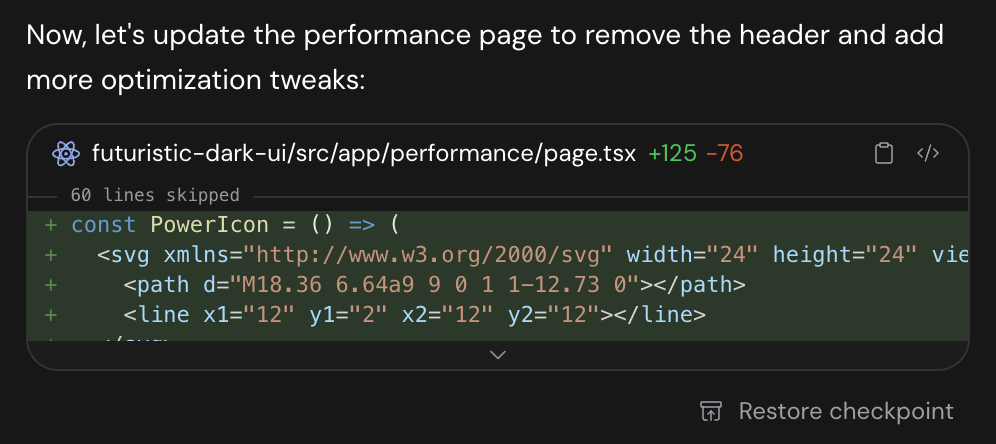 Now, let's update the performance page to remove the header and add
more optimization tweaks:
futuristic-dark-ui/src/app/performance/page.tsx +125 -76
60 lines skipped
+ const PowerIcon = () => (
+ <svg xmlns="http://www.w3.org/2000/svg" width="24" height="24" vie
+ <path d="M18.36 6.64a9 9 0 1 1-12.73 0"></path>
+ <line x1="12" y1="2" x2="12" y2="12"></line>
Restore checkpoint